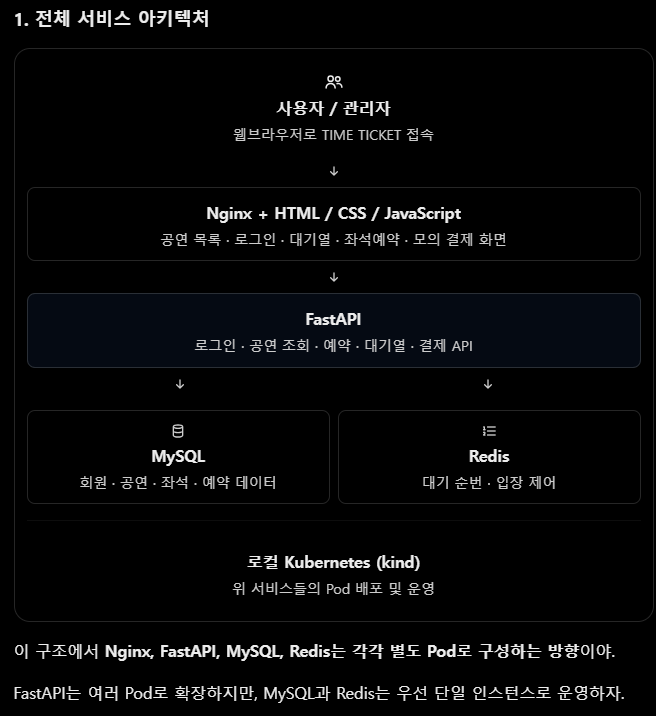 1. 전체 서비스 아키텍처
사용자 / 관리자
웹브라우저로 TIME TICKET 접속
↓
Nginx + HTML / CSS / JavaScript
공연 목록 · 로그인 · 대기열 · 좌석예약 · 모의 결제 화면
↓
FastAPI
로그인 · 공연 조회 · 예약 · 대기열 · 결제 API
↓ ↓
MySQL
회원 · 공연 · 좌석 · 예약 데이터
Redis
대기 순번 · 입장 제어
로컬 Kubernetes (kind)
위 서비스들의 Pod 배포 및 운영
이 구조에서 Nginx, FastAPI, MySQL, Redis는 각각 별도 Pod로 구성하는 방향이야.
FastAPI는 여러 Pod로 확장하지만, MySQL과 Redis는 우선 단일 인스턴스로 운영하자.